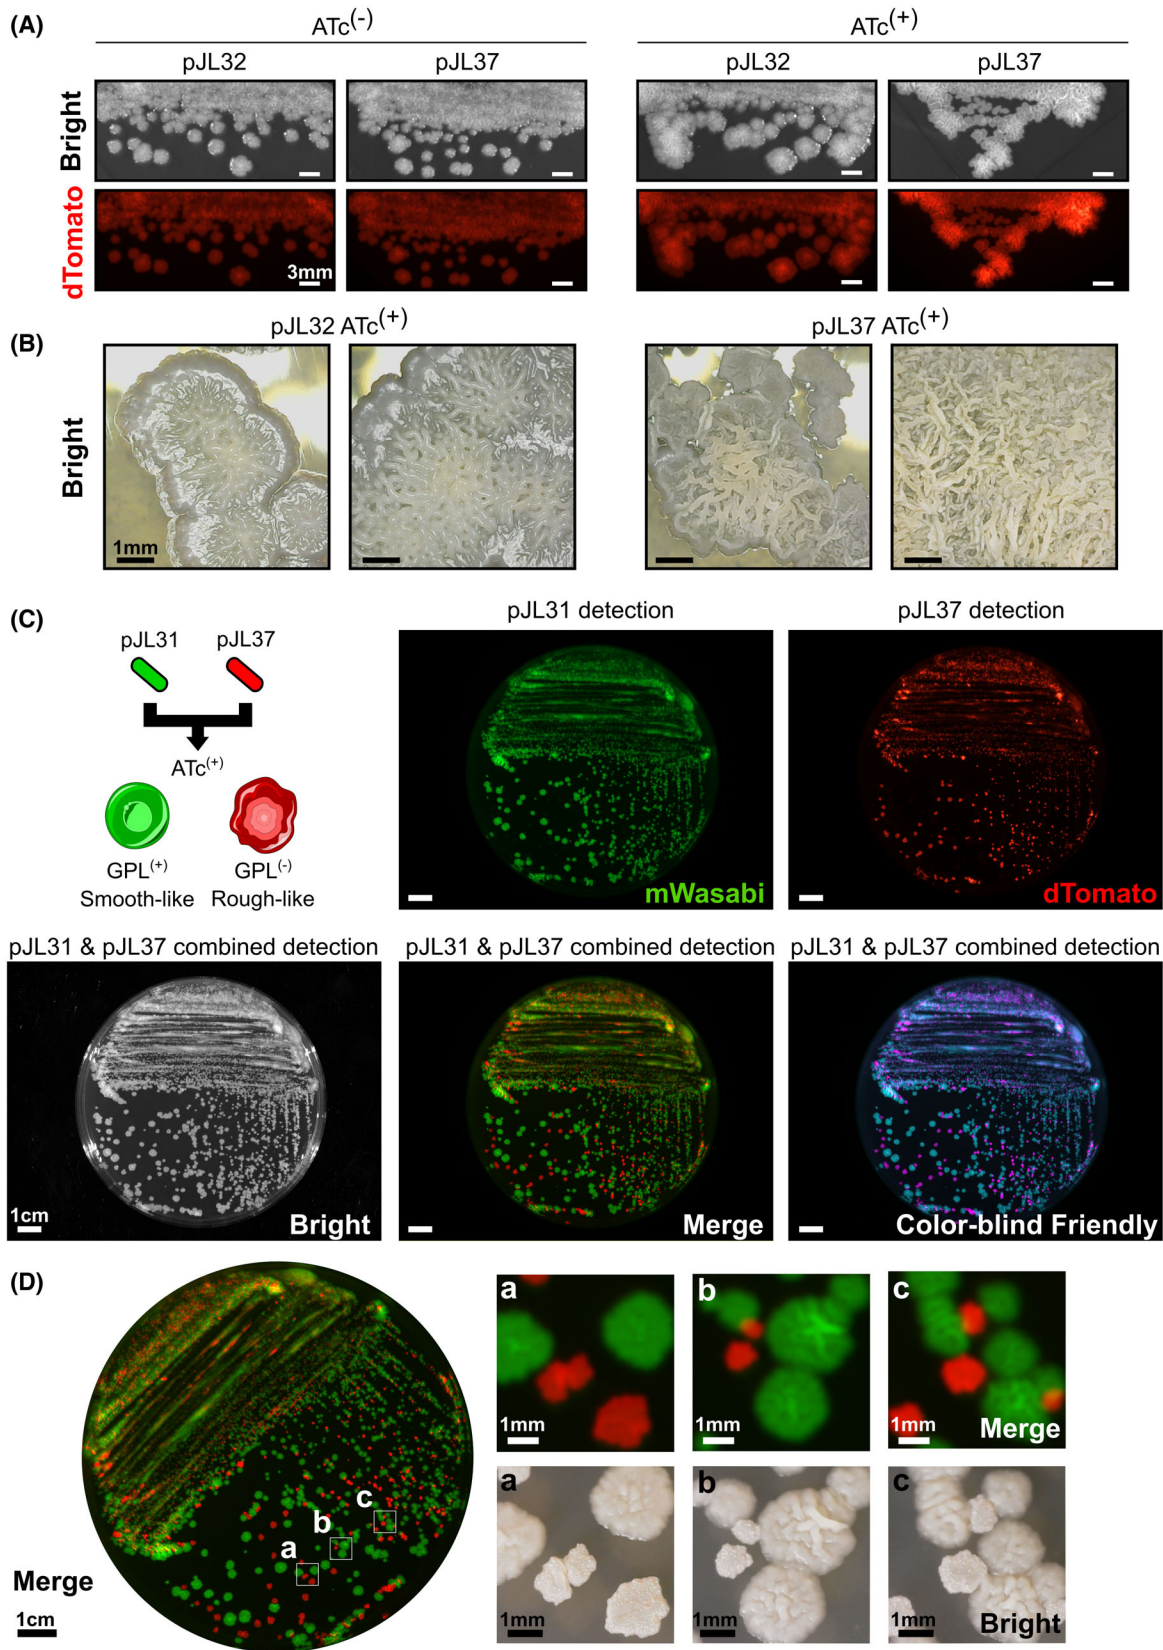 (A)
ATc(-)
ATc(+)
pJL32
pJL37
pJL32
pJL37
Bright
dTomato
3mm
(B)
pJL32 ATc(+)
pJL37 ATc(+)
Bright
1mm
(C)
pJL31 detection
pJL37 detection
pJL31
pJL37
ATc(+)
GPL(+)
Smooth-like
GPL(-)
Rough-like
mWasabi
dTomato
pJL31 & pJL37 combined detection
pJL31 & pJL37 combined detection
pJL31 & pJL37 combined detection
1cm
Bright
Merge
Color-blind Friendly
(D)
a
b
c
Merge
1cm
a
1mm
b
1mm
c
1mm
Merge
a
1mm
b
1mm
c
1mm
Bright